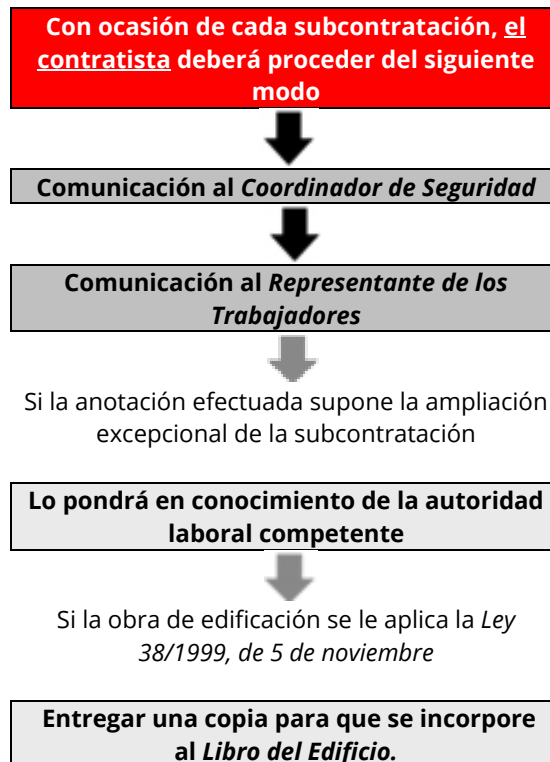 Con ocasión de cada subcontratación, el
contratista deberá proceder del siguiente
modo
Comunicación al Coordinador de Seguridad
Comunicación al Representante de los
Trabajadores
Si la anotación efectuada supone la ampliación
excepcional de la subcontratación
Lo pondrá en conocimiento de la autoridad
laboral competente
Si la obra de edificación se le aplica la Ley
38/1999, de 5 de noviembre
Entregar una copia para que se incorpore
al Libro del Edificio.